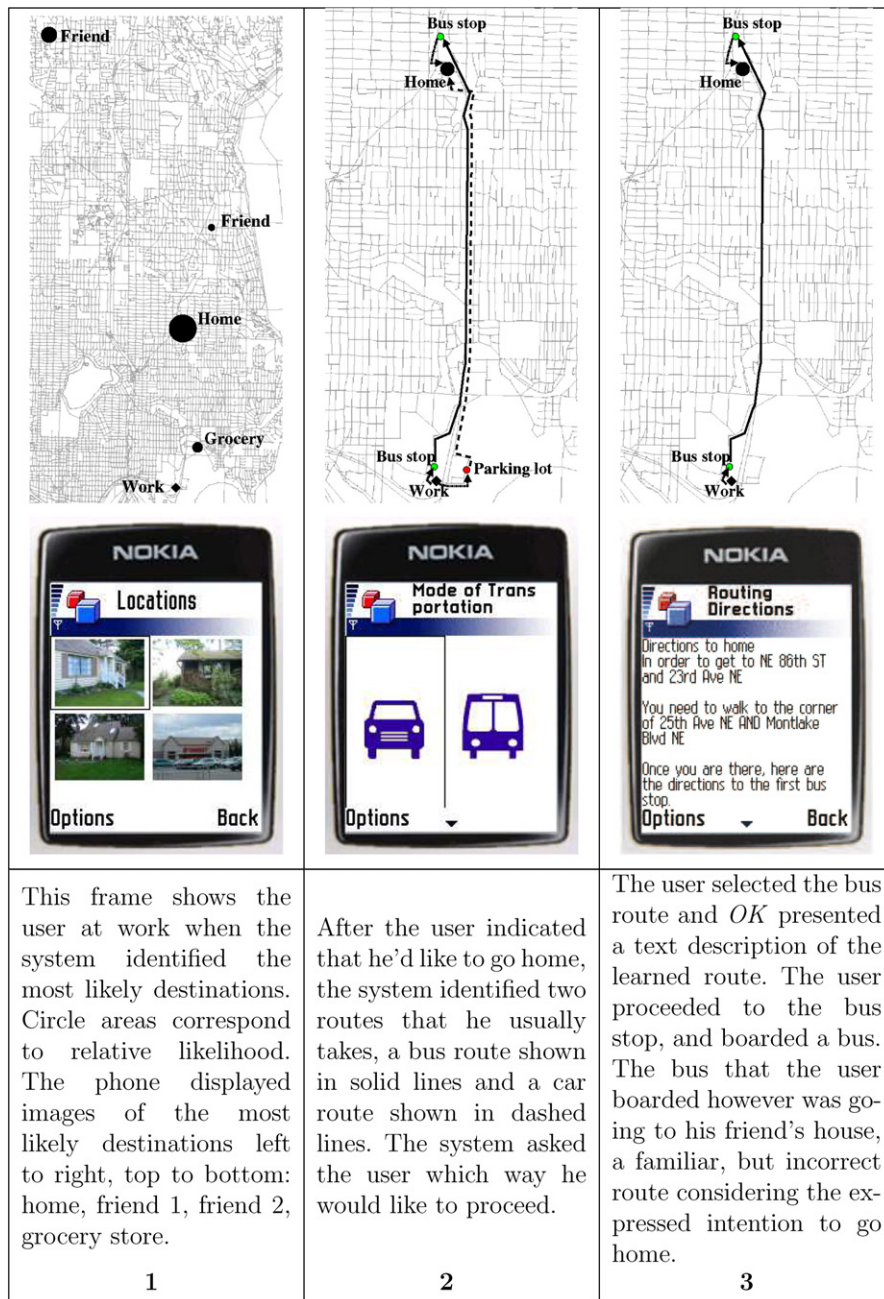 Friend
Friend
Home
Grocery
Work
NOKIA
Locations
Options Back
This frame shows the
user at work when the
system identified the
most likely destinations.
Circle areas correspond
to relative likelihood.
The phone displayed
images of the most
likely destinations left
to right, top to bottom:
home, friend 1, friend 2,
grocery store.
1
Bus stop
Home
Bus stop
Parking lot
Work
NOKIA
Mode of Trans
portation
Options
After the user indicated
that he'd like to go home,
the system identified two
routes that he usually
takes, a bus route shown
in solid lines and a car
route shown in dashed
lines. The system asked
the user which way he
would like to proceed.
2
Bus stop
Home
Bus stop
Work
NOKIA
Routing
Directions
Directions to home
In order to get to NE 86th ST
and 23rd Ave NE
You need to walk to the corner
of 25th Ave NE AND Montlake
Blvd NE
Once you are there, here are
the directions to the first bus
stop.
Options Back
The user selected the bus
route and OK presented
a text description of the
learned route. The user
proceeded to the bus
stop, and boarded a bus.
The bus that the user
boarded however was go-
ing to his friend's house,
a familiar, but incorrect
route considering the ex-
pressed intention to go
home.
3